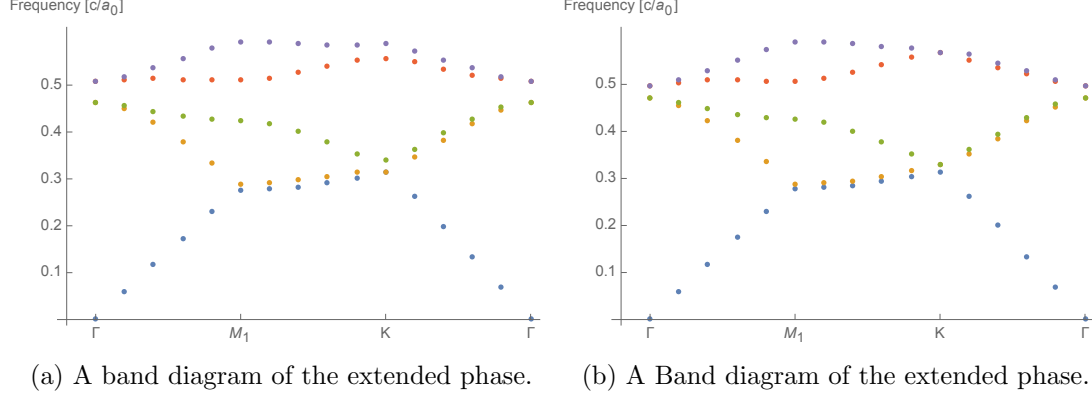 Frequency [c/a0]
0.5
0.4
0.3
0.2
0.1
Γ
M1
K
Γ
(a) A band diagram of the extended phase.
Frequency [c/a0]
0.5
0.4
0.3
0.2
0.1
Γ
M1
K
Γ
(b) A Band diagram of the extended phase.